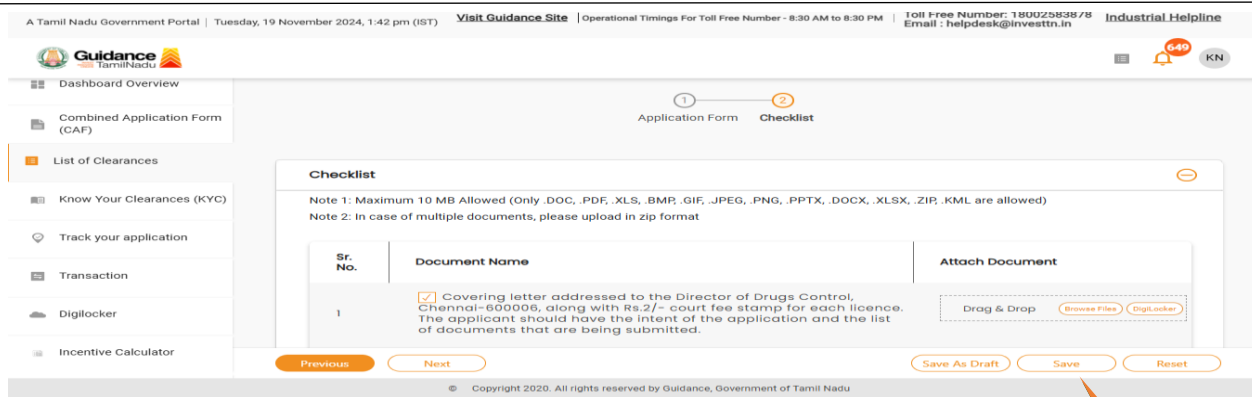 A Tamil Nadu Government Portal | Tuesday, 19 November 2024, 1:42 pm (IST) Visit Guidance Site | Operational Timings For Toll Free Number - 8:30 AM to 8:30 PM | Toll Free Number: 18002583878 Industrial Helpline
Email : helpdesk@investtn.in
Guidance
TamilNadu
649
KN
Dashboard Overview
Combined Application Form
(CAF)
List of Clearances
Know Your Clearances (KYC)
Track your application
Transaction
Digilocker
Incentive Calculator
1 2
Application Form Checklist
Checklist
Note 1: Maximum 10 MB Allowed (Only .DOC, .PDF, .XLS, .BMP, .GIF, .JPEG, .PNG, .PPTX, .DOCX, .XLSX, .ZIP, .KML are allowed)
Note 2: In case of multiple documents, please upload in zip format
Sr.
No. Document Name Attach Document
1 Covering letter addressed to the Director of Drugs Control,
Chennai-600006, along with Rs.2/- court fee stamp for each licence.
The applicant should have the intent of the application and the list
of documents that are being submitted.
Drag & Drop Browse Files DigiLocker
Previous Next Save As Draft Save Reset
© Copyright 2020. All rights reserved by Guidance, Government of Tamil Nadu